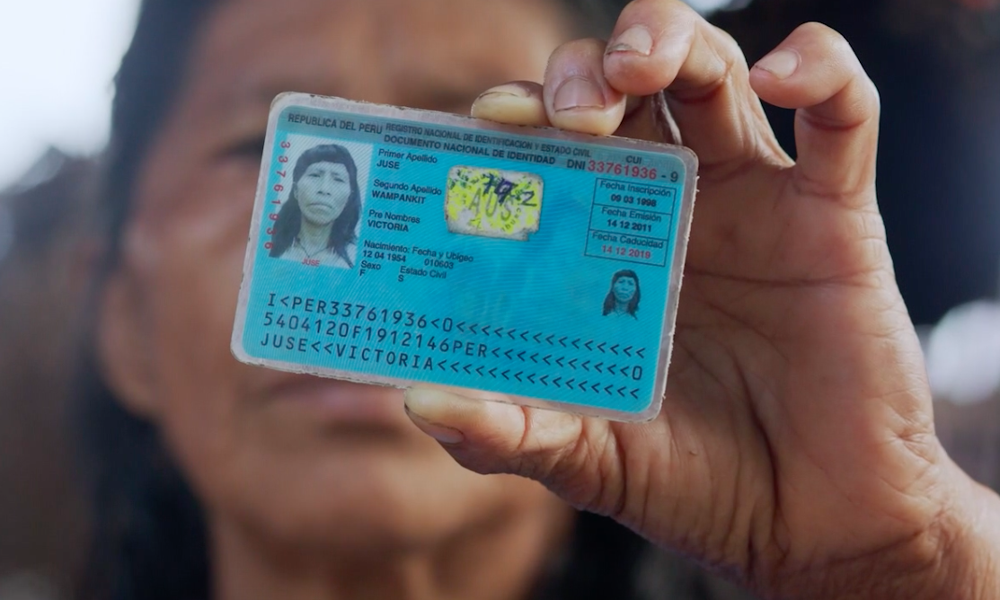 REPUBLICA DEL PERU REGISTRO NACIONAL DE IDENTIFICACION Y ESTADO CIVIL
DOCUMENTO NACIONAL DE IDENTIDAD
CUI
DNI 33761936 - 9
33761936
Primer Apellido
JUSE
Segundo Apellido
WAMPANKIT
Pre Nombres
VICTORIA
Nacimiento: Fecha y Ubigeo
12 04 1954 010603
Sexo Estado Civil
F S
Fecha Inscripción
09 03 1998
Fecha Emisión
14 12 2011
Fecha Caducidad
14 12 2019
JUSE
I<PER33761936<0<<<<<<<<<<<<<<<
5404120F1912146PER<<<<<<<<<<<0
JUSE<<VICTORIA<<<<<<<<<<<<<<<<